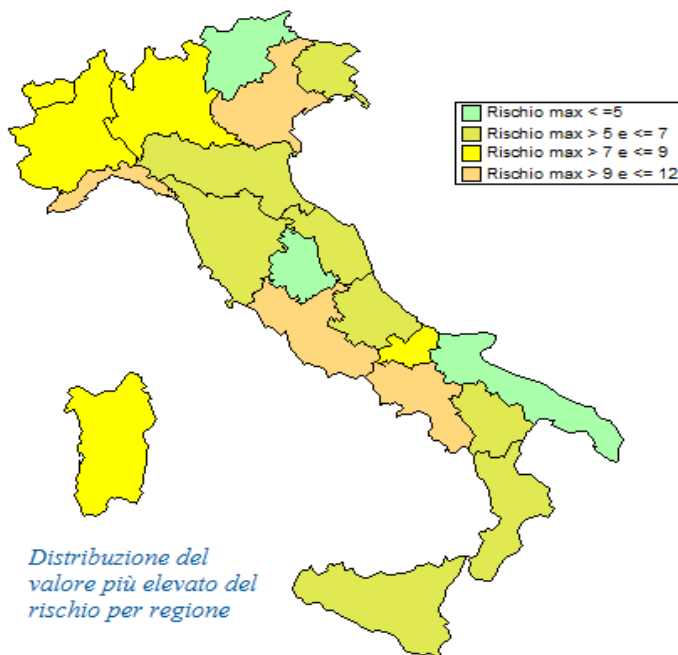 Rischio max < =5
Rischio max > 5 e <= 7
Rischio max > 7 e <= 9
Rischio max > 9 e <= 12
Distribuzione del
valore più elevato del
rischio per regione